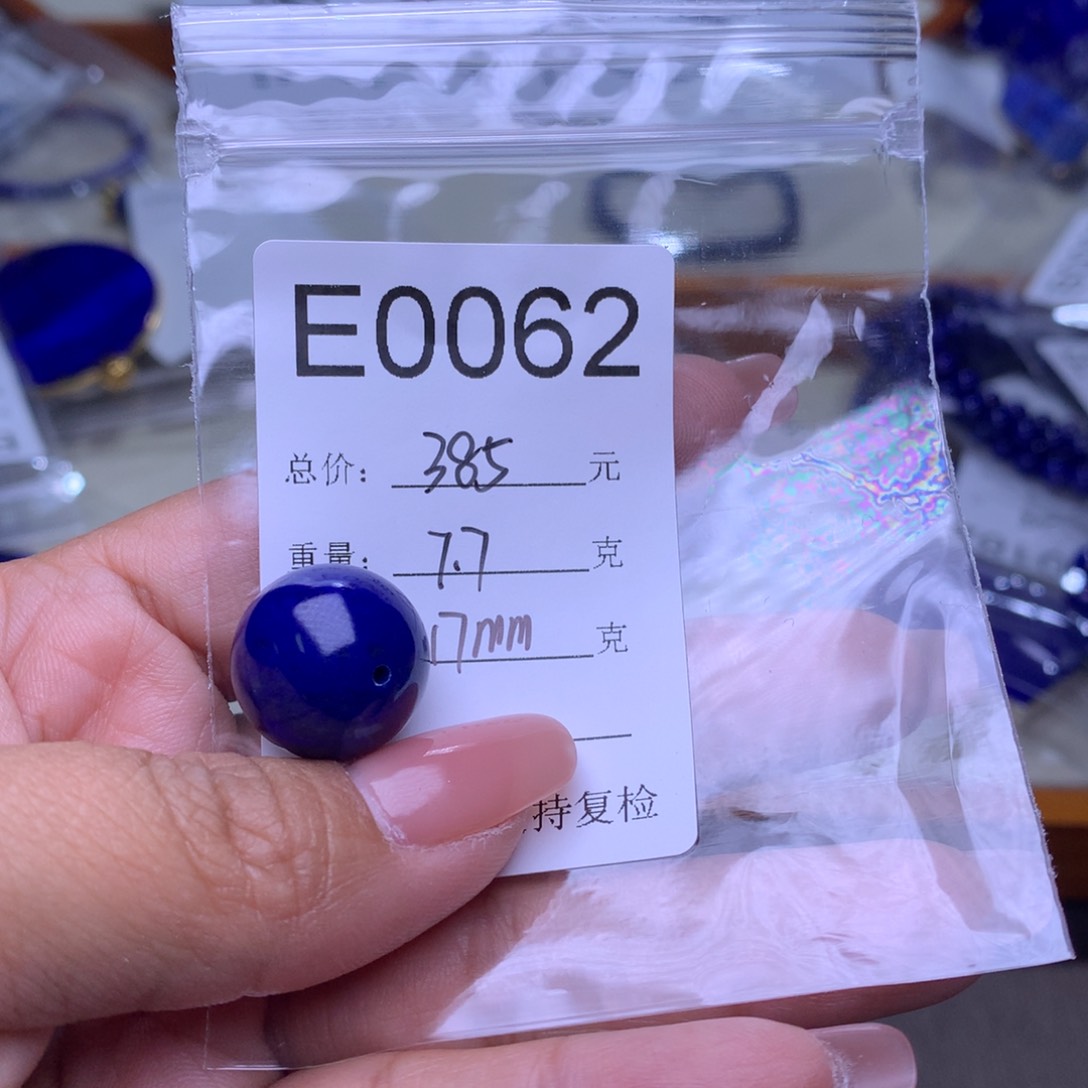 E0062
总价: 385 元
重量: 7.7 克
17mm 克
持复检